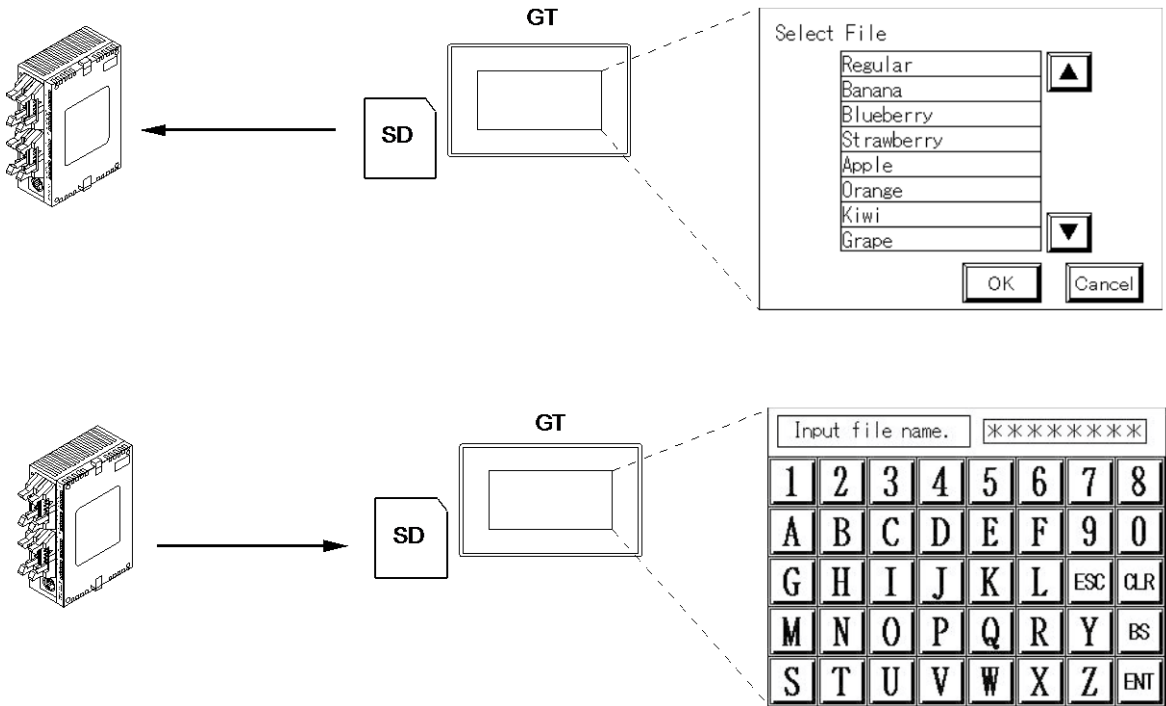 GT
SD
Select File
Regular
▲
Banana
Blueberry
Strawberry
Apple
Orange
Kiwi
▼
Grape
OK Cancel
GT
SD
Input file name. ********
1 2 3 4 5 6 7 8
A B C D E F 9 0
G H I J K L ESC CLR
M N O P Q R Y BS
S T U V W X Z ENT